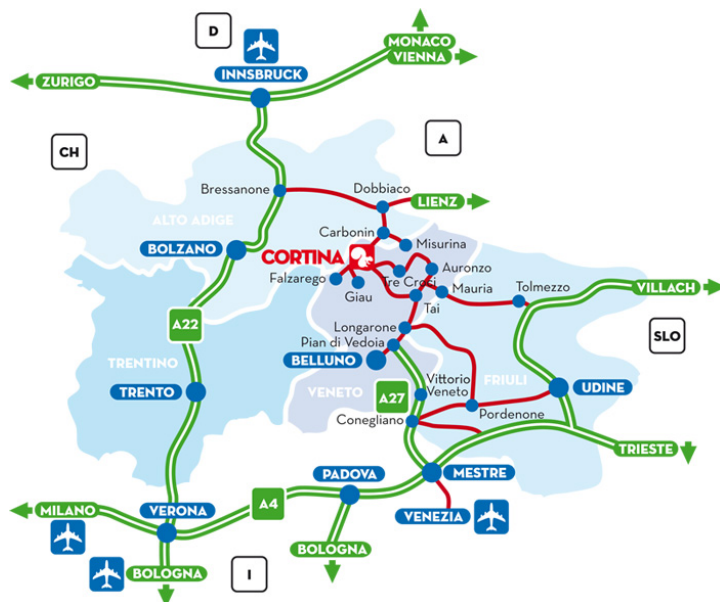 D
MONACO
VIENNA
INNSBRUCK
ZURIGO
CH
A
Bressanone
Dobbiaco
LIENZ
ALTO ADIGE
Carbonin
Misurina
BOLZANO
CORTINA
Auronzo
Falzarego
Tre Croci
Giau
Mauria
Tolmezzo
VILLACH
Tai
A22
Longarone
SLO
Pian di Vedoia
TRENTINO
BELLUNO
Vittorio
Veneto
FRIULI
TRENTO
VENETO
A27
UDINE
Conegliano
Pordenone
TRIESTE
PADOVA
MESTRE
MILANO
VERONA
A4
VENEZIA
BOLOGNA
BOLOGNA
I